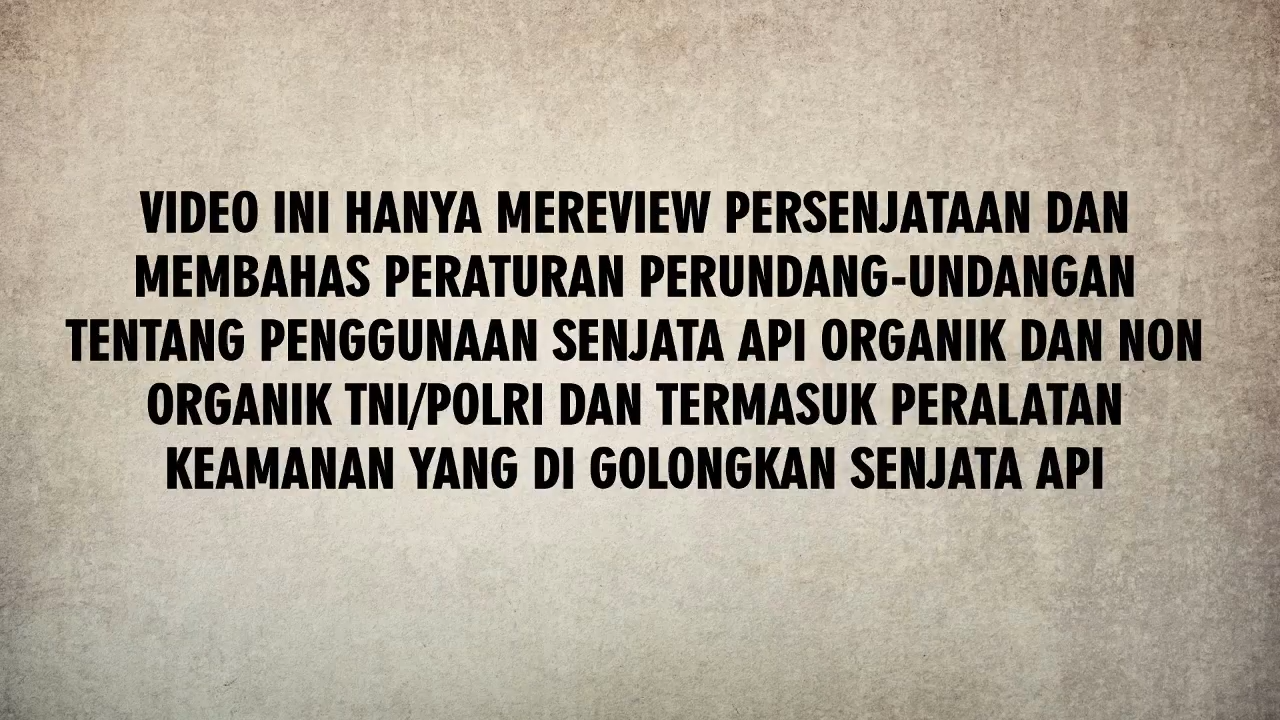 VIDEO INI HANYA MEREVIEW PERSENJATAAN DAN
MEMBAHAS PERATURAN PERUNDANG-UNDANGAN
TENTANG PENGGUNAAN SENJATA API ORGANIK DAN NON
ORGANIK TNI/POLRI DAN TERMASUK PERALATAN
KEAMANAN YANG DI GOLONGKAN SENJATA API